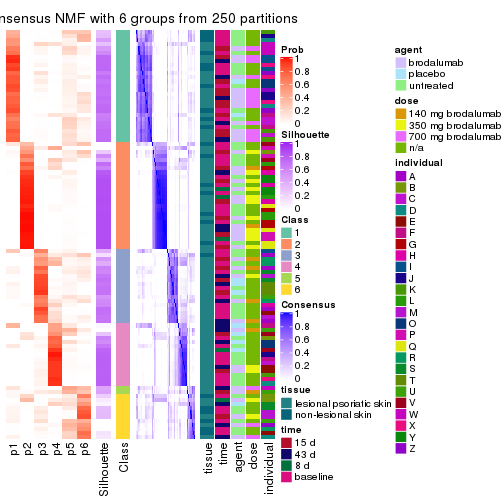 nsensus NMF with 6 groups from 250 partitions
Prob
1
0.8
0.6
0.4
0.2
0
Silhouette
1
0.8
0.6
0.4
0.2
0
Class
1
2
3
4
5
6
Consensus
1
0.8
0.6
0.4
0.2
0
tissue
lesional psoriatic skin
non-lesional skin
time
15 d
43 d
8 d
baseline
agent
brodalumab
placebo
untreated
dose
140 mg brodalumab
350 mg brodalumab
700 mg brodalumab
n/a
individual
A
B
C
D
E
F
G
H
I
J
K
L
M
O
P
Q
R
S
T
U
V
W
X
Y
Z
p1
p2
p3
p4
p5
p6
Silhouette
Class
tissue
time
agent
dose
individual